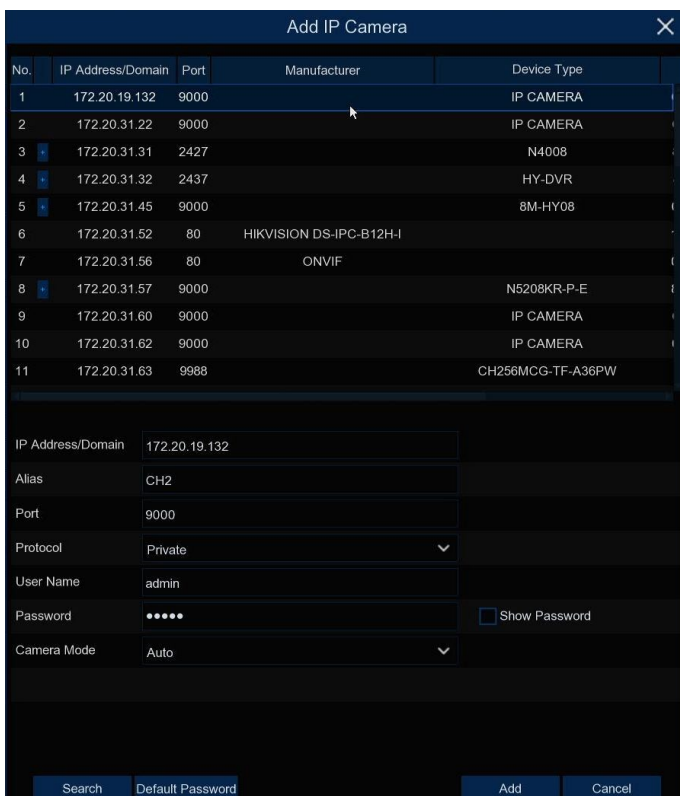 Add IP Camera
No. IP Address/Domain Port Manufacturer Device Type
1 172.20.19.132 9000 IP CAMERA
2 172.20.31.22 9000 IP CAMERA
3 + 172.20.31.31 2427 N4008
4 + 172.20.31.32 2437 HY-DVR
5 + 172.20.31.45 9000 8M-HY08
6 172.20.31.52 80 HIKVISION DS-IPC-B12H-I
7 172.20.31.56 80 ONVIF
8 + 172.20.31.57 9000 N5208KR-P-E
9 172.20.31.60 9000 IP CAMERA
10 172.20.31.62 9000 IP CAMERA
11 172.20.31.63 9988 CH256MCG-TF-A36PW
IP Address/Domain 172.20.19.132
Alias CH2
Port 9000
Protocol Private
User Name admin
Password •••••  Show Password
Camera Mode Auto
Search Default Password Add Cancel